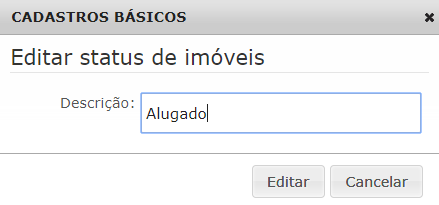 CADASTROS BÁSICOS
Editar status de imóveis
Descrição: Alugado
Editar Cancelar